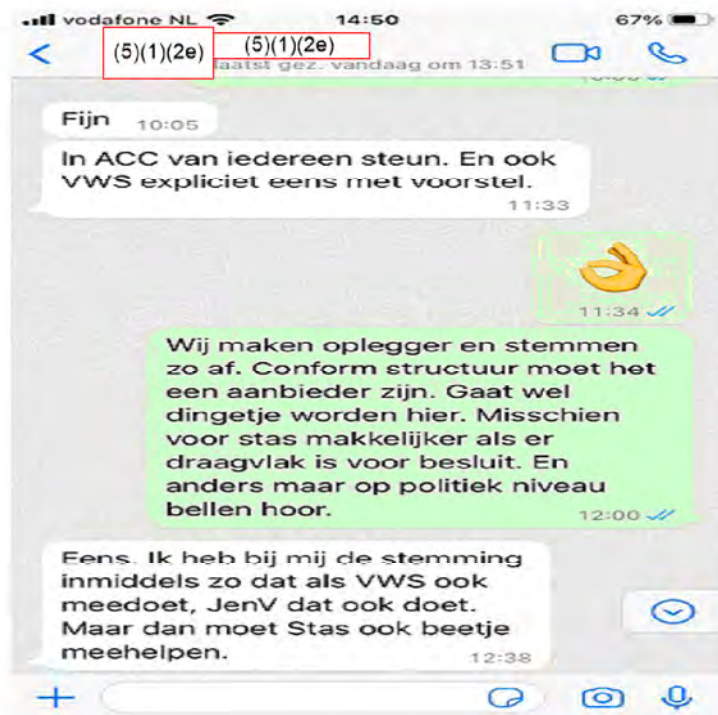 vodafone NL 14:50 67%
(5)(1)(2e) (5)(1)(2e)
laatst gez. vandaag om 13:51
Fijn 10:05
In ACC van iedereen steun. En ook
VWS expliciet eens met voorstel.
11:33
11:34
Wij maken oplegger en stemmen
zo af. Conform structuur moet het
een aanbieder zijn. Gaat wel
dingetje worden hier. Misschien
voor stas makkelijker als er
draagvlak is voor besluit. En
anders maar op politiek niveau
bellen hoor.
12:00
Eens. Ik heb bij mij de stemming
inmiddels zo dat als VWS ook
meedoet, JenV dat ook doet.
Maar dan moet Stas ook beetje
meehelpen.
12:38